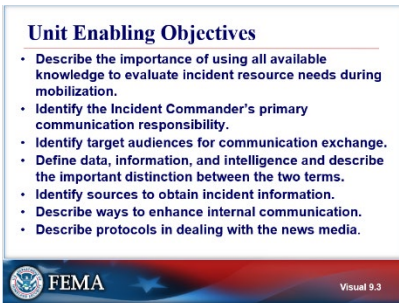 Unit Enabling Objectives
• Describe the importance of using all available
knowledge to evaluate incident resource needs during
mobilization.
• Identify the Incident Commander's primary
communication responsibility.
• Identify target audiences for communication exchange.
• Define data, information, and intelligence and describe
the important distinction between the two terms.
• Identify sources to obtain incident information.
• Describe ways to enhance internal communication.
• Describe protocols in dealing with the news media.
FEMA
Visual 9.3